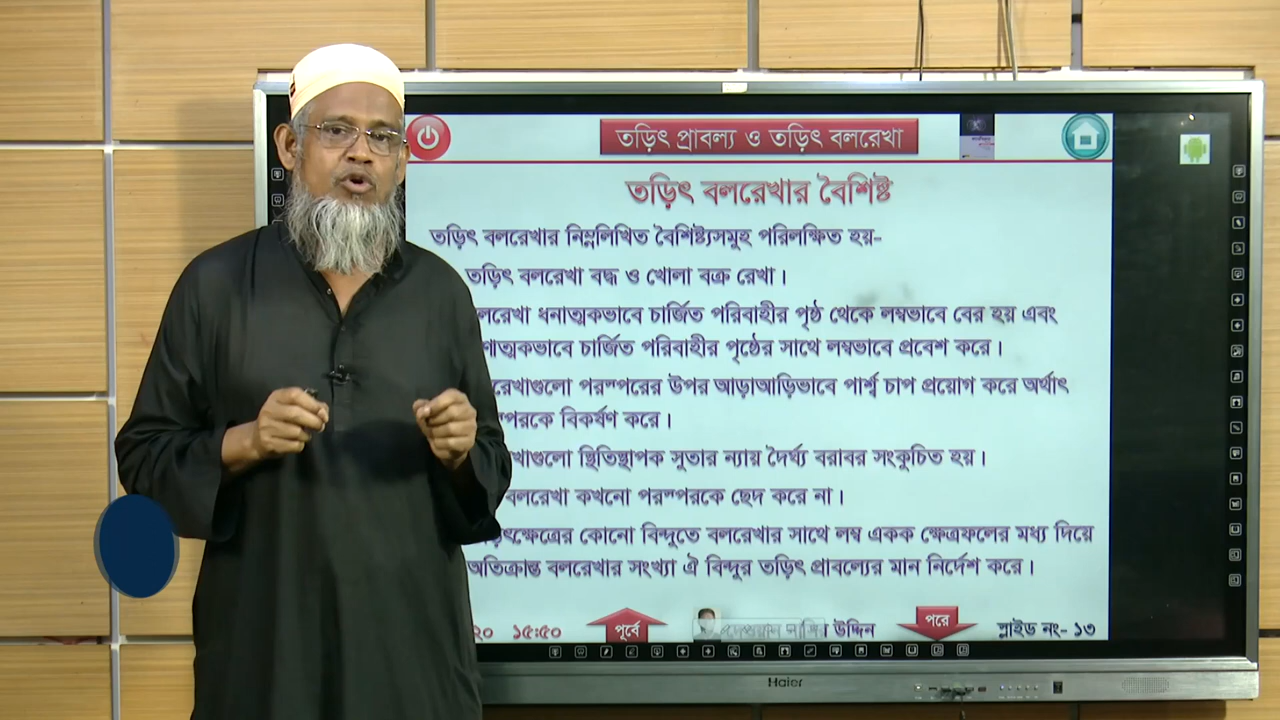 তড়িৎ প্রাবল্য ও তড়িৎ বলরেখা
তড়িৎ বলরেখার বৈশিষ্ট
তড়িৎ বলরেখার নিম্নলিখিত বৈশিষ্ট্যসমুহ পরিলক্ষিত হয়-
তড়িৎ বলরেখা বদ্ধ ও খোলা বক্র রেখা।
লরেখা ধনাত্মকভাবে চার্জিত পরিবাহীর পৃষ্ঠ থেকে লম্বভাবে বের হয় এবং
ণাত্মকভাবে চার্জিত পরিবাহীর পৃষ্ঠের সাথে লম্বভাবে প্রবেশ করে।
রেখাগুলো পরস্পরের উপর আড়াআড়িভাবে পার্শ্ব চাপ প্রয়োগ করে অর্থাৎ
স্পরকে বিকর্ষণ করে।
খাগুলো স্থিতিস্থাপক সুতার ন্যায় দৈর্ঘ্য বরাবর সংকুচিত হয়।
বলরেখা কখনো পরস্পরকে ছেদ করে না।
ড়িৎক্ষেত্রের কোনো বিন্দুতে বলরেখার সাথে লম্ব একক ক্ষেত্রফলের মধ্য দিয়ে
অতিক্রান্ত বলরেখার সংখ্যা ঐ বিন্দুর তড়িৎ প্রাবল্যের মান নির্দেশ করে।
২০ ১৫:৫০ পূর্বে উদ্দিন পরে স্লাইড নং- ১৩
Haier